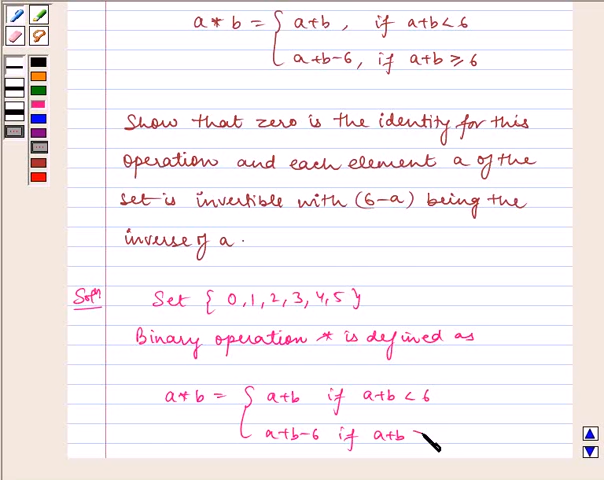 a * b = { a+b , if a+b < 6
a+b-6, if a+b ≥ 6
Show that zero is the identity for this
operation and each element a of the
set is invertible with (6-a) being the
inverse of a.
Solⁿ Set { 0,1,2,3,4,5 }
Binary operation * is defined as
a * b = { a+b if a+b < 6
a+b-6 if a+b